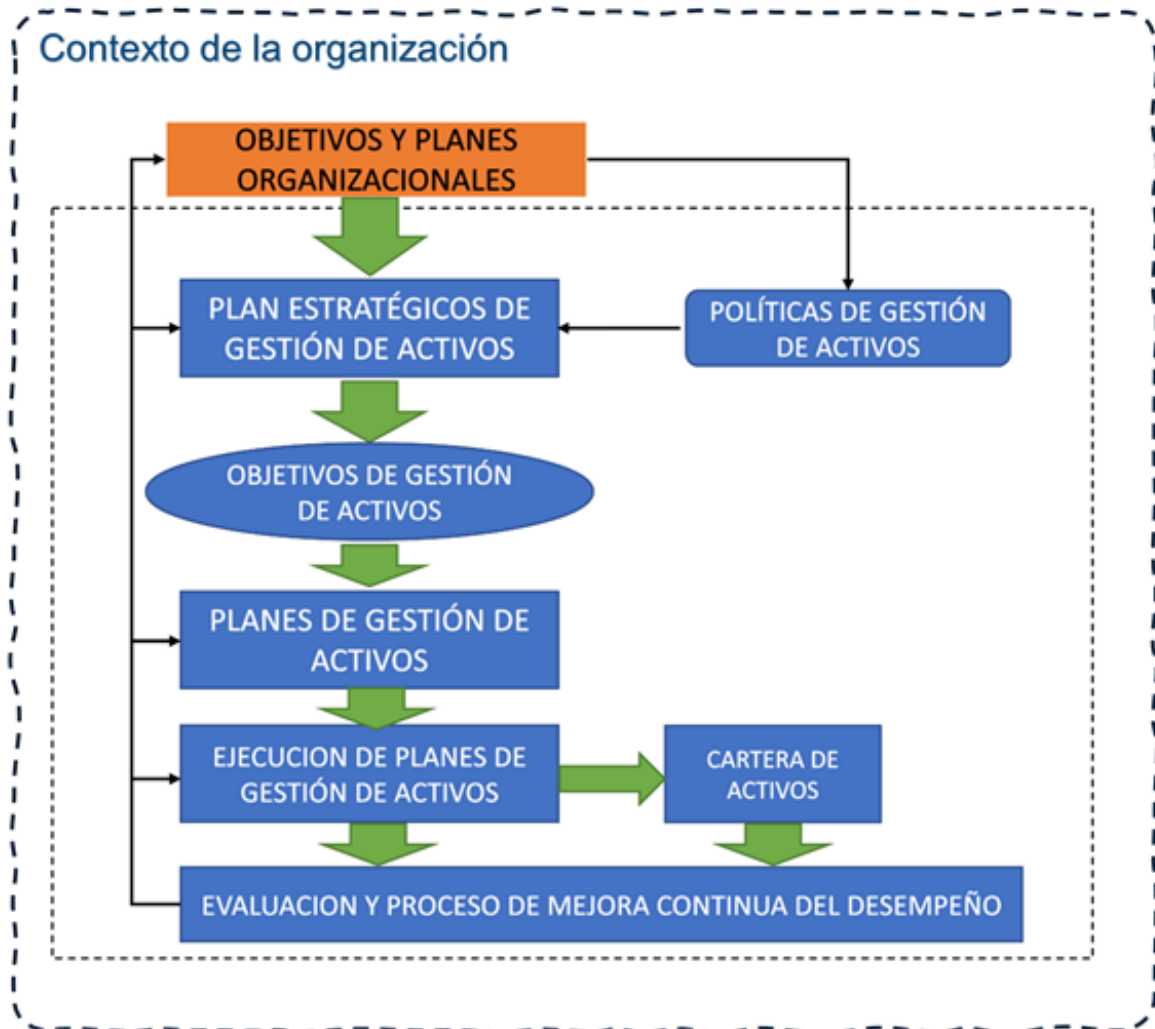 Contexto de la organización
OBJETIVOS Y PLANES
ORGANIZACIONALES
PLAN ESTRATÉGICOS DE
GESTIÓN DE ACTIVOS
POLÍTICAS DE GESTIÓN
DE ACTIVOS
OBJETIVOS DE GESTIÓN
DE ACTIVOS
PLANES DE GESTIÓN DE
ACTIVOS
EJECUCION DE PLANES DE
GESTIÓN DE ACTIVOS
CARTERA DE
ACTIVOS
EVALUACION Y PROCESO DE MEJORA CONTINUA DEL DESEMPEÑO